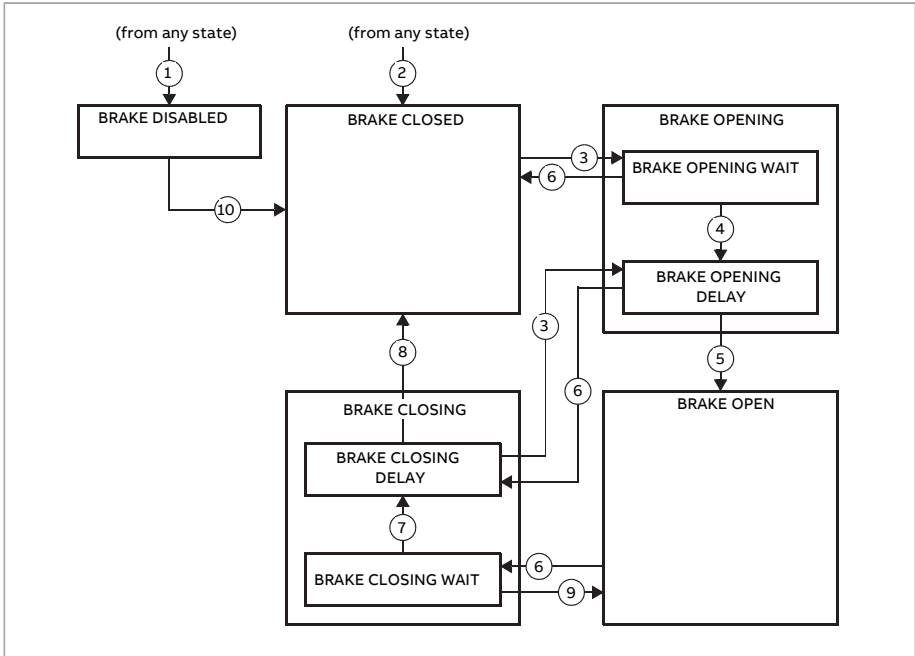 (from any state)
(from any state)
1
2
BRAKE DISABLED
BRAKE CLOSED
BRAKE OPENING
3
BRAKE OPENING WAIT
6
10
4
BRAKE OPENING
DELAY
3
8
5
6
BRAKE CLOSING
BRAKE OPEN
BRAKE CLOSING
DELAY
7
6
BRAKE CLOSING WAIT
9